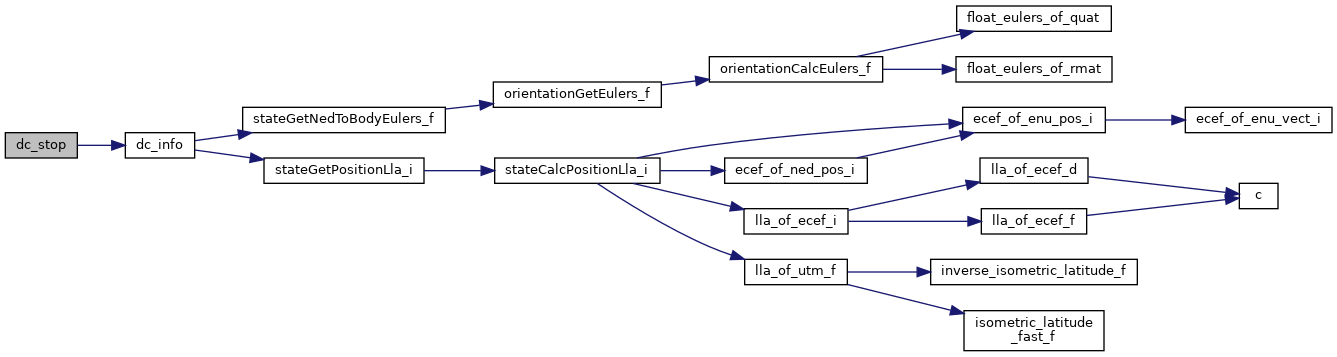 dc_stop
dc_info
stateGetNedToBodyEulers_f
orientationGetEulers_f
orientationCalcEulers_f
float_eulers_of_quat
float_eulers_of_rmat
stateGetPositionLla_i
stateCalcPositionLla_i
ecef_of_enu_pos_i
ecef_of_enu_vect_i
ecef_of_ned_pos_i
lla_of_ecef_i
lla_of_ecef_d
lla_of_ecef_f
c
lla_of_utm_f
inverse_isometric_latitude_f
isometric_latitude
_fast_f